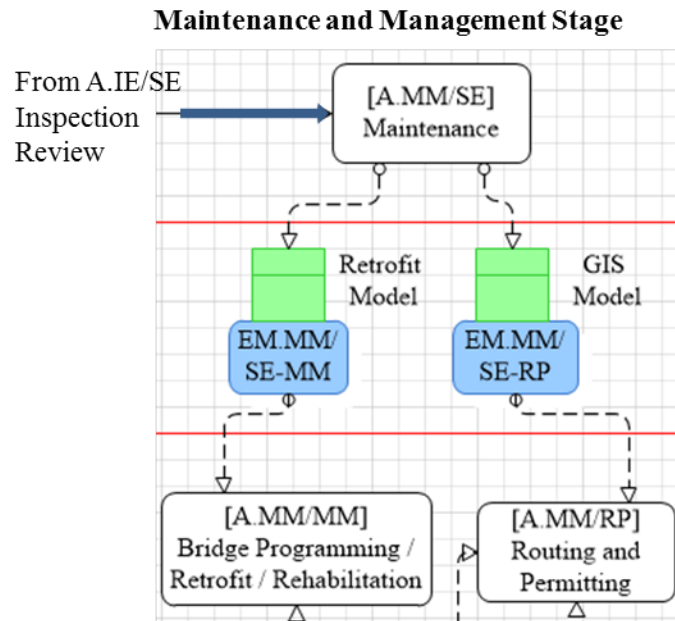 Maintenance and Management Stage
From A.IE/SE
Inspection
Review
[A.MM/SE]
Maintenance
Retrofit
Model
GIS
Model
EM.MM/
SE-MM
EM.MM/
SE-RP
[A.MM/MM]
Bridge Programming /
Retrofit / Rehabilitation
[A.MM/RP]
Routing and
Permitting